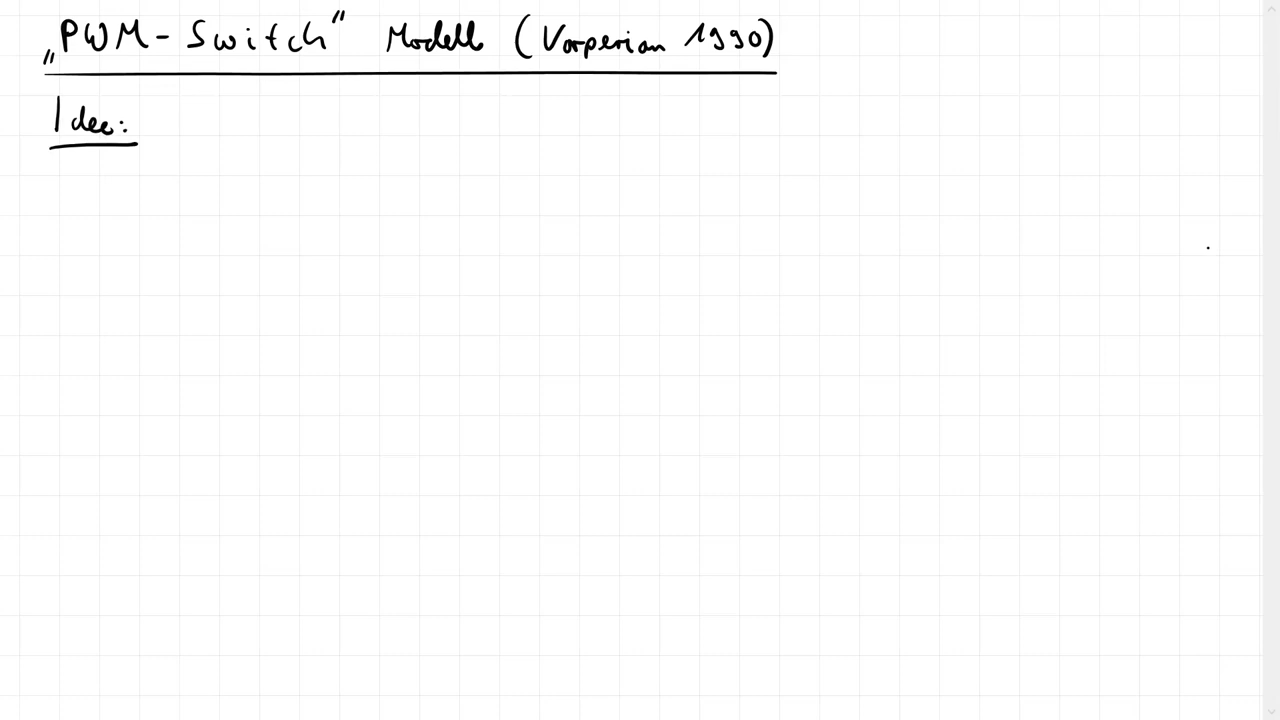 „PWM-Switch" Modell (Vorperian 1990)
Idee: